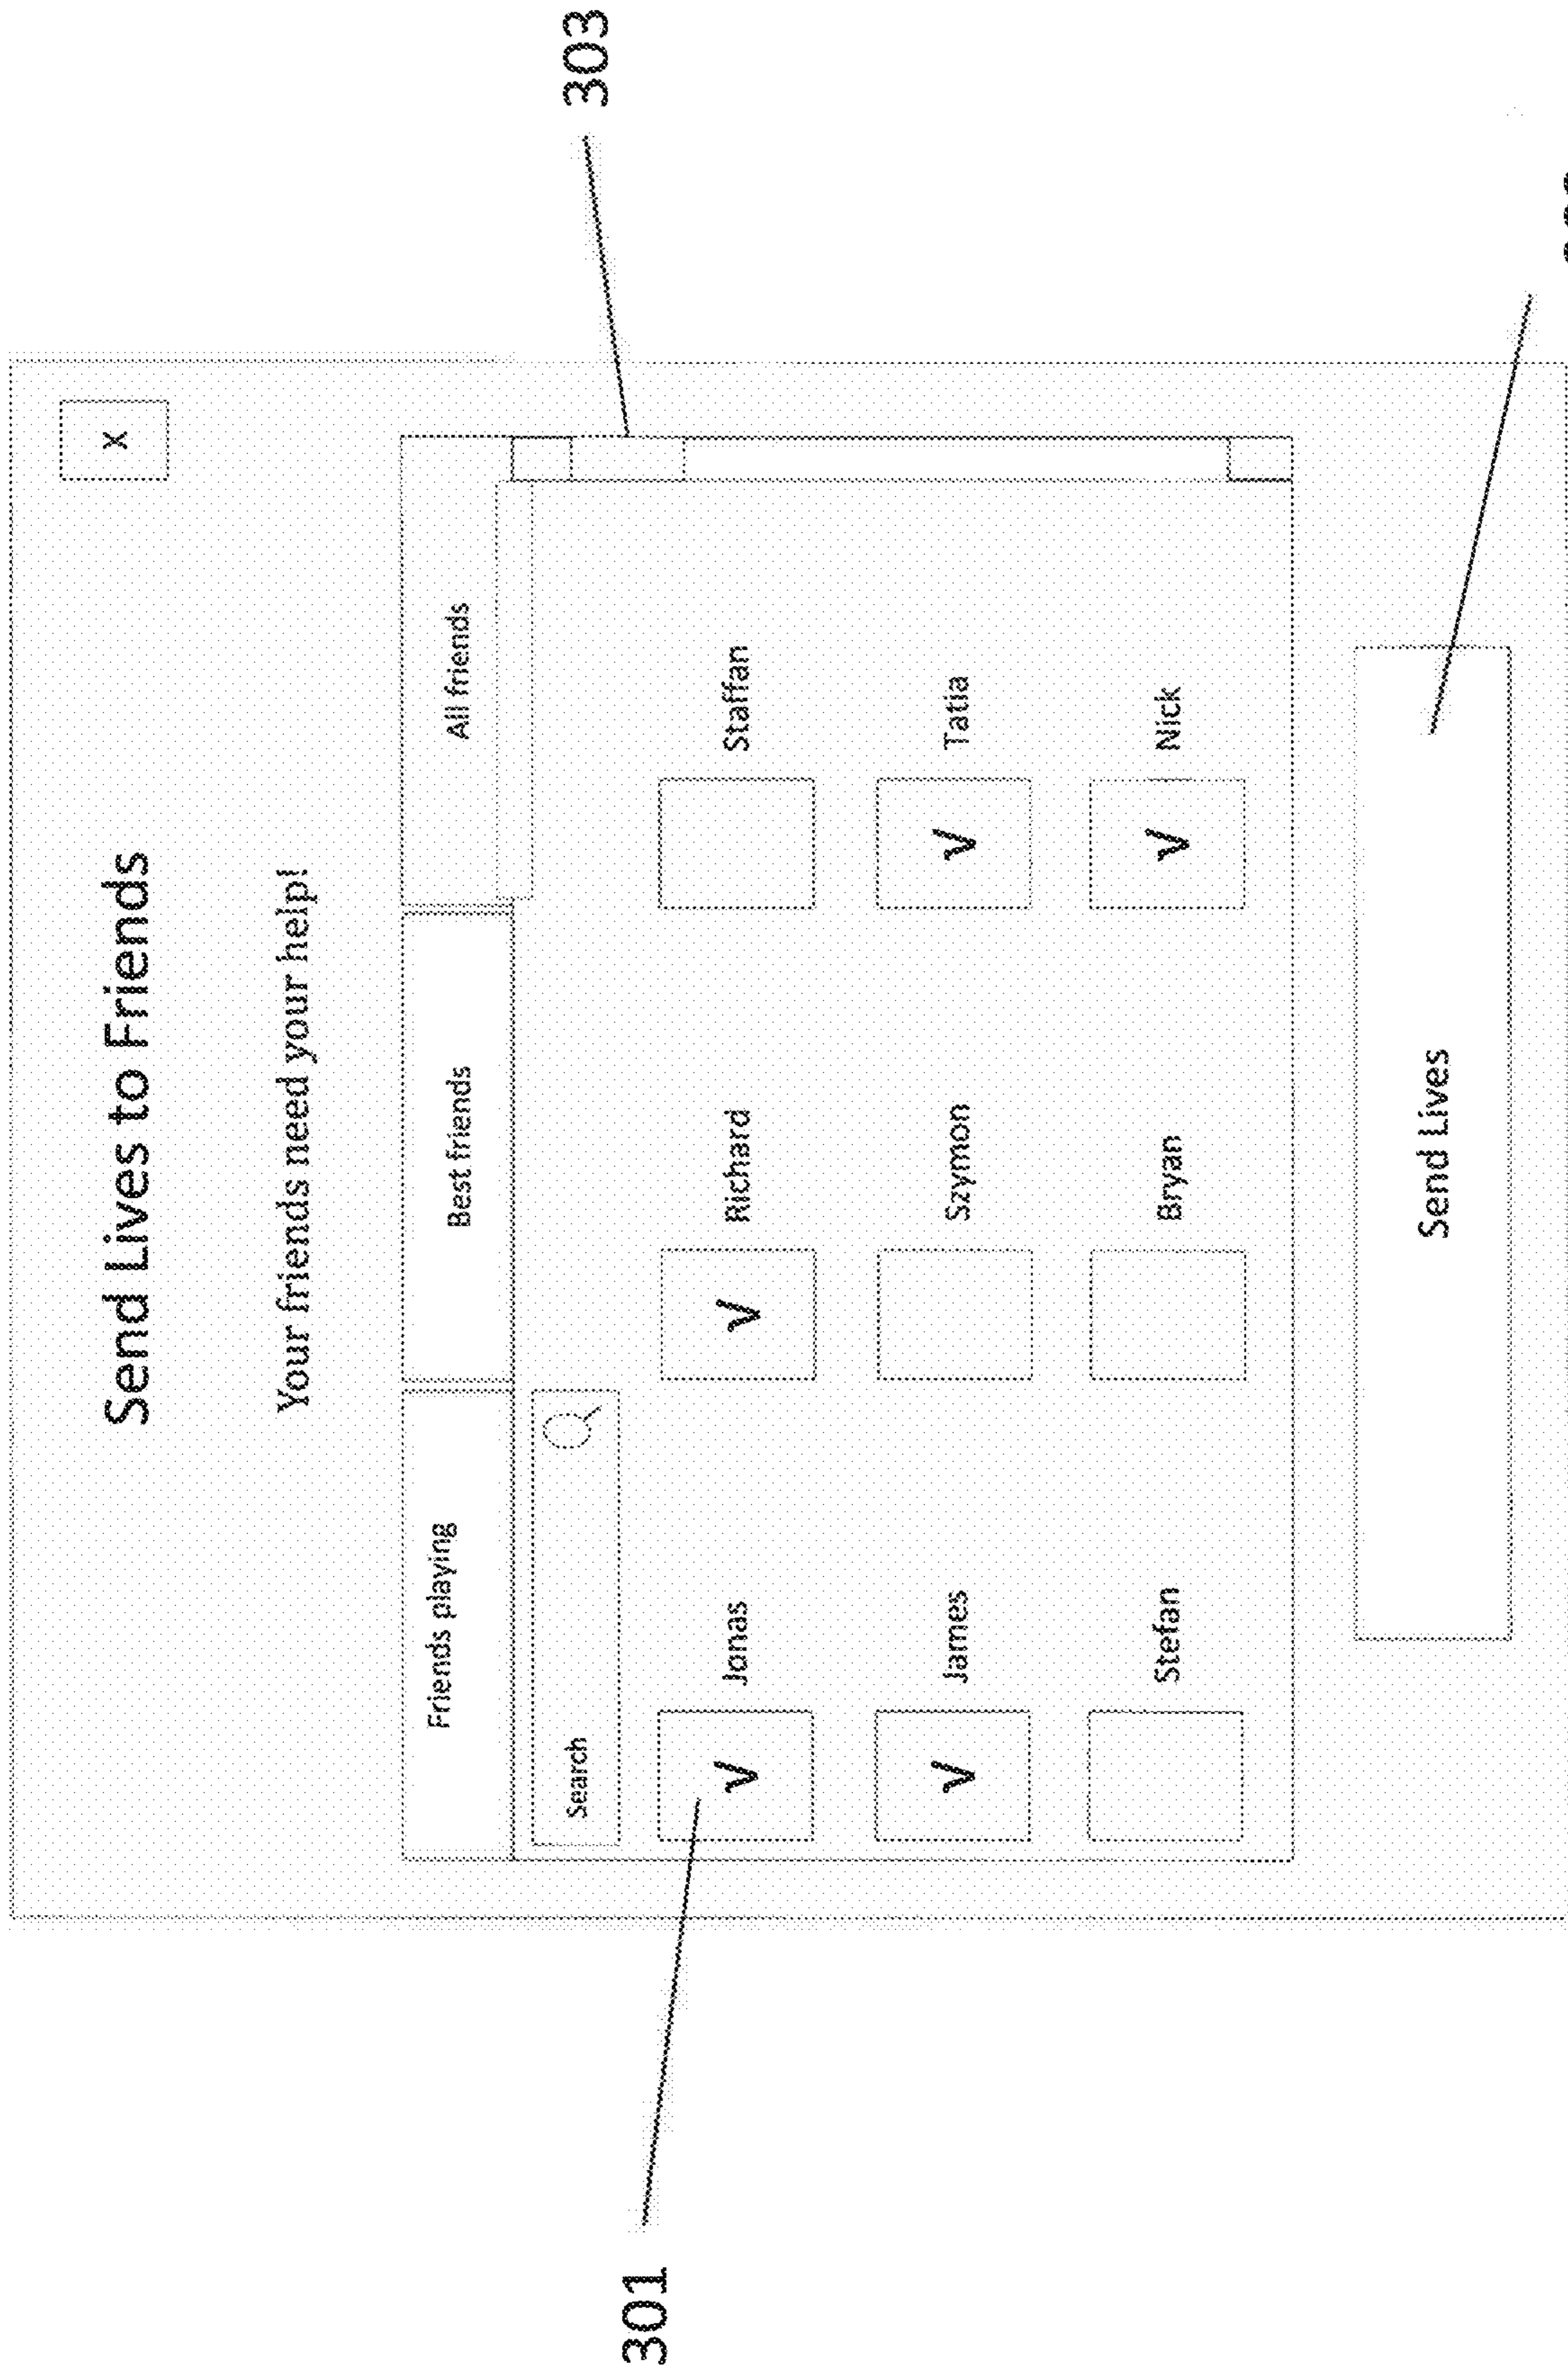 Send Lives to Friends
X
Your friends need your help!
Friends playing Best friends All friends
303
Search
301
√ Jonas √ Richard Staffan
√ James Szymon √ Tatia
Stefan Bryan √ Nick
Send Lives